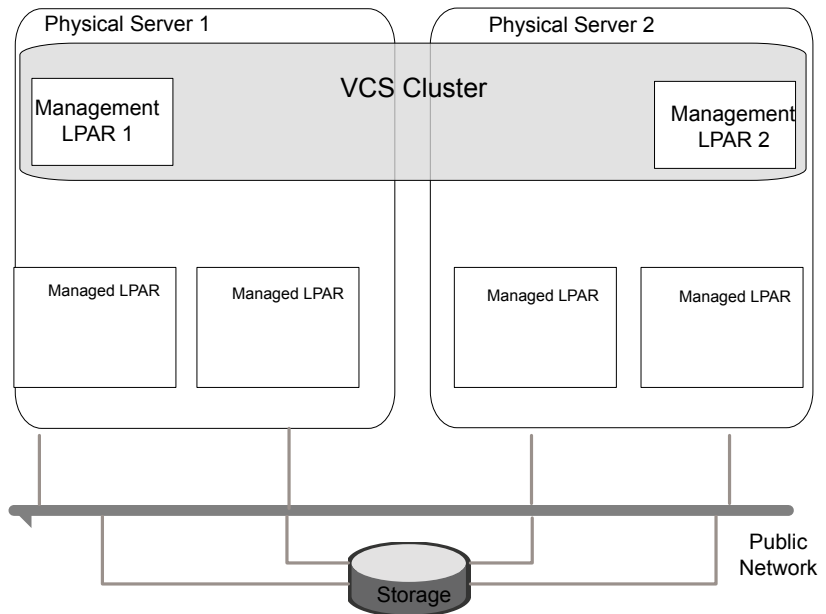 Physical Server 1
Physical Server 2
VCS Cluster
Management
LPAR 1
Management
LPAR 2
Managed LPAR
Managed LPAR
Managed LPAR
Managed LPAR
Public
Network
Storage